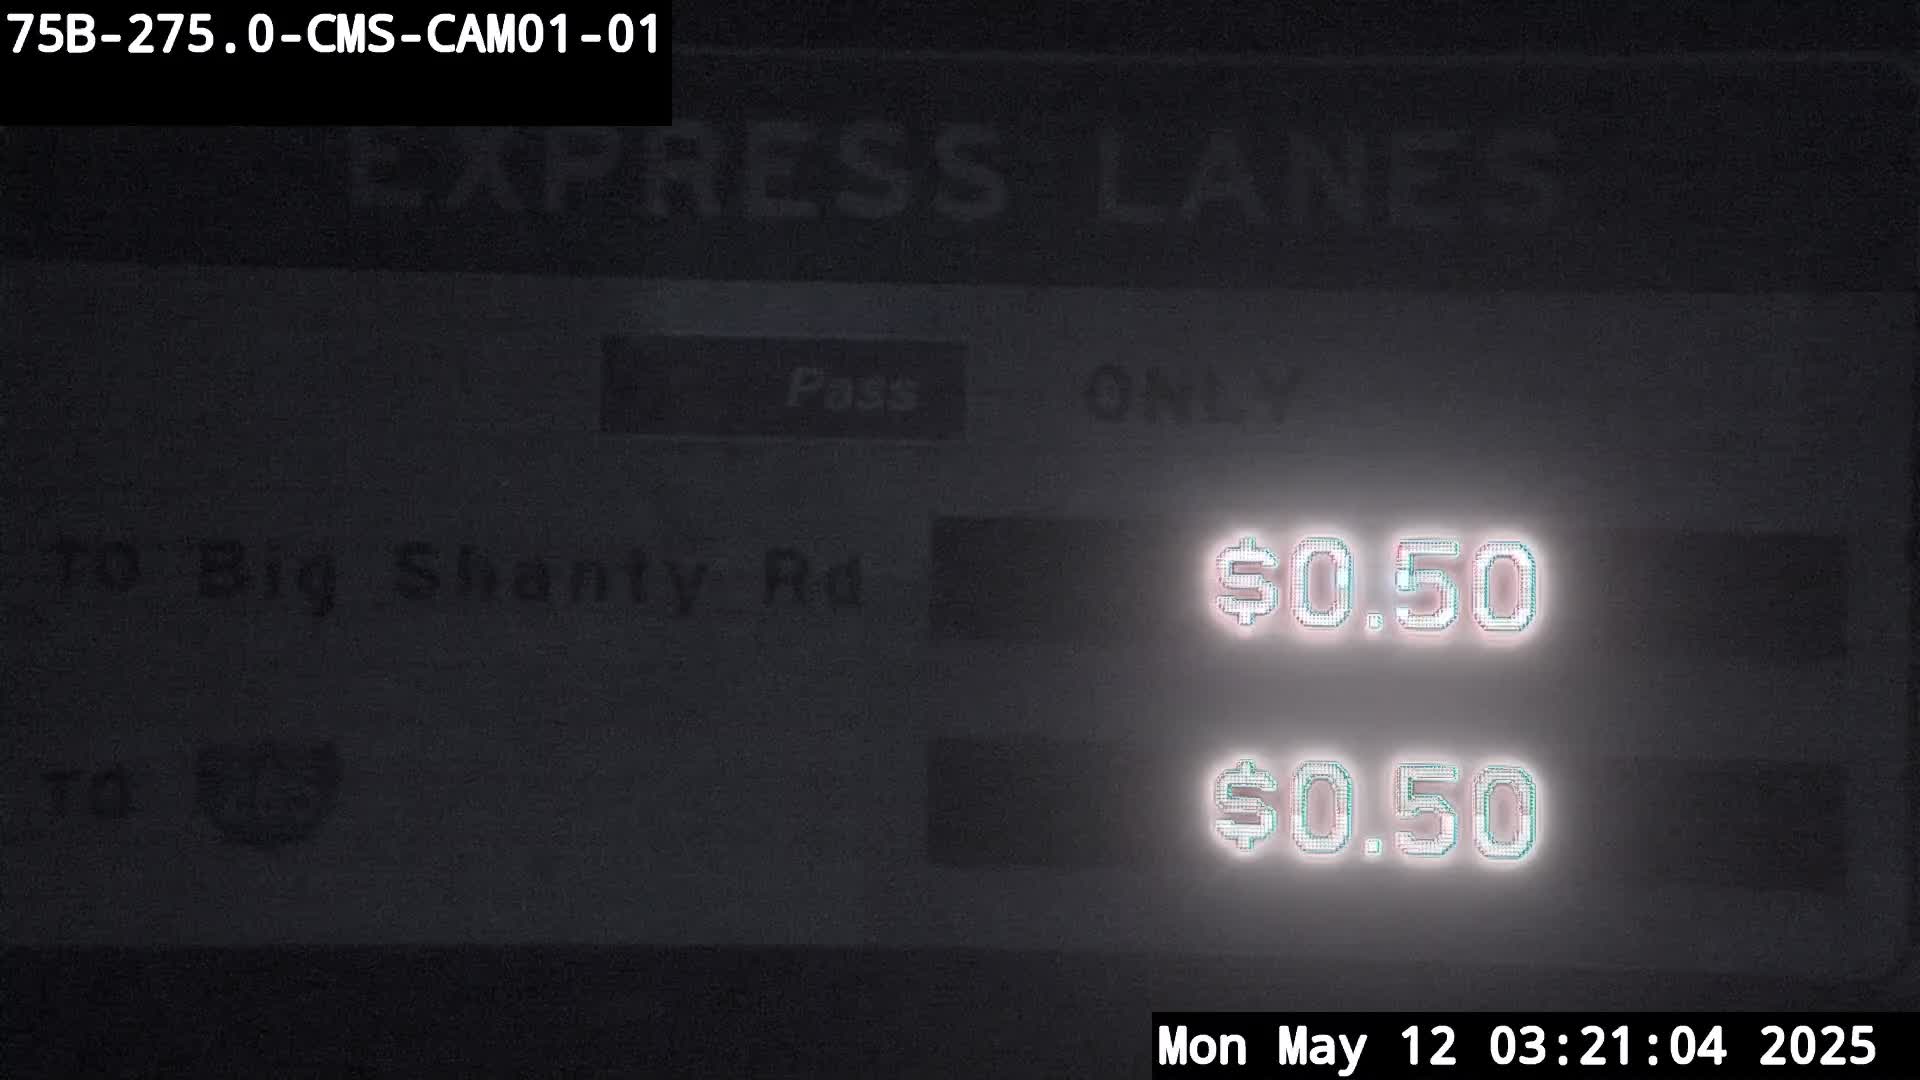 75B-275.0-CMS-CAM01-01
EXPRESS LANES
Pass ONLY
TO Big Shanty Rd $0.50
TO $0.50
Mon May 12 03:21:04 2025